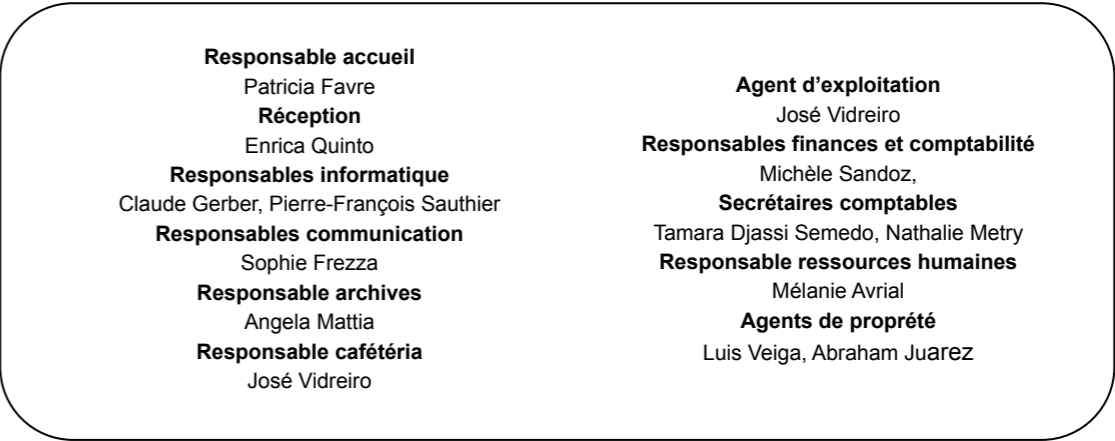 Responsable accueil
Patricia Favre
Réception
Enrica Quinto
Responsables informatique
Claude Gerber, Pierre-François Sauthier
Responsables communication
Sophie Frezza
Responsable archives
Angela Mattia
Responsable cafétéria
José Vidreiro
Agent d’exploitation
José Vidreiro
Responsables finances et comptabilité
Michèle Sandoz,
Secrétaires comptables
Tamara Djassi Semedo, Nathalie Metry
Responsable ressources humaines
Mélanie Avrial
Agents de proprété
Luis Veiga, Abraham Juarez